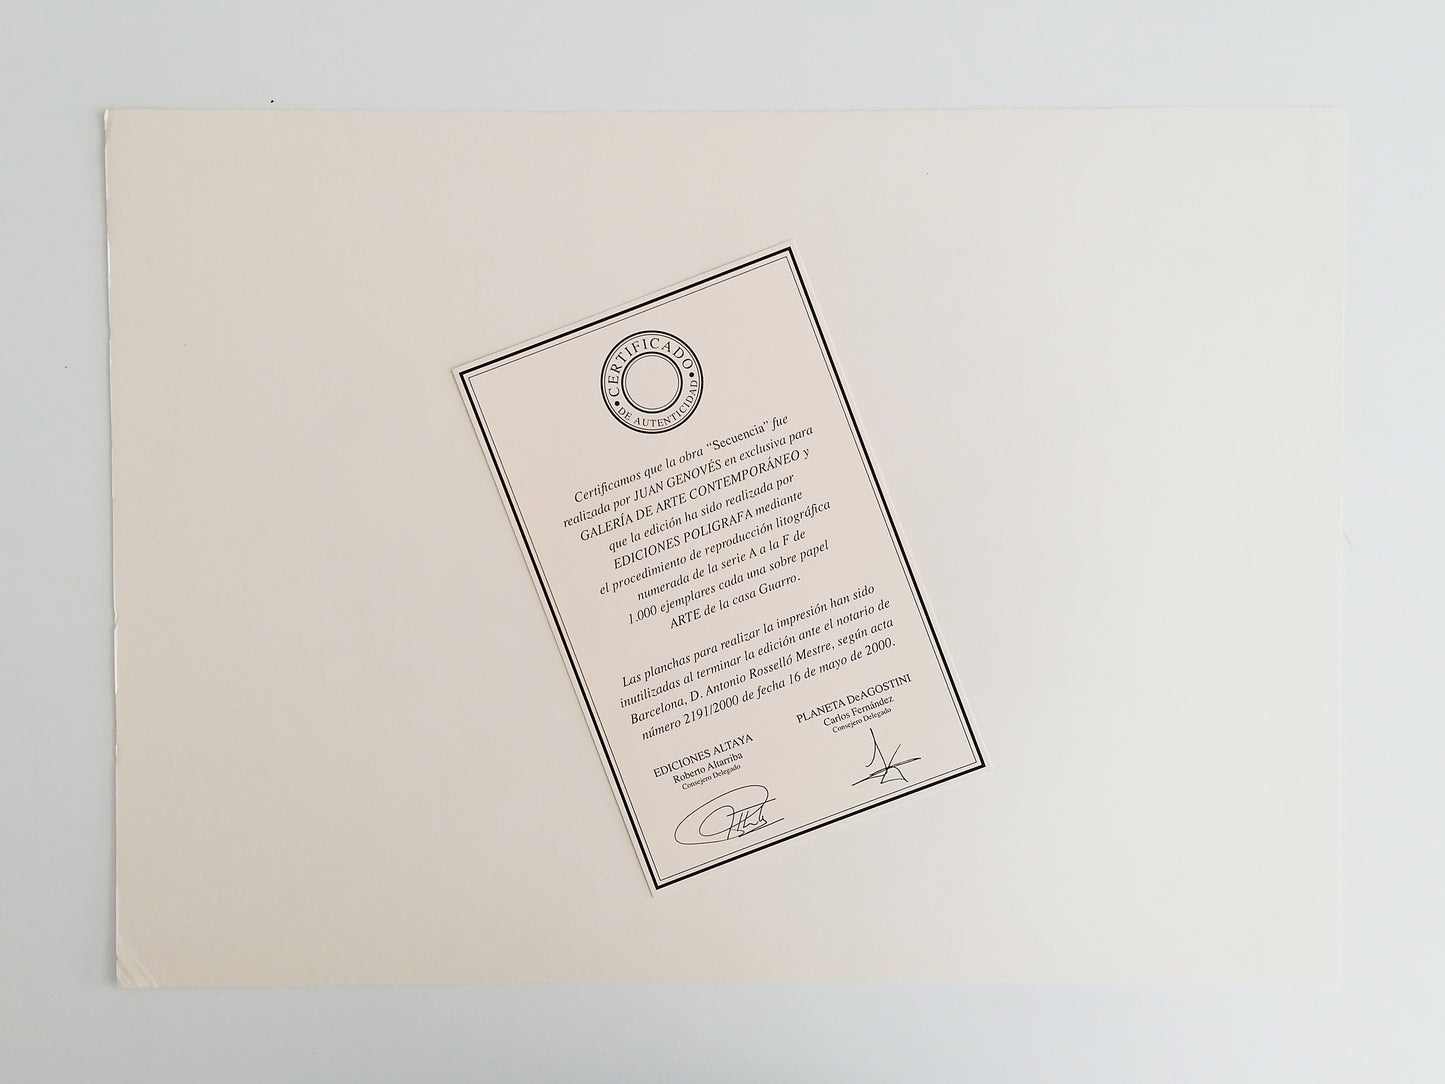 CERTIFICADO
DE AUTENTICIDAD
Certificamos que la obra “Secuencia” fue
realizada por JUAN GENOVÉS en exclusiva para
GALERÍA DE ARTE CONTEMPORÁNEO y
que la edición ha sido realizada por
EDICIONES POLIGRAFA mediante
el procedimiento de reproducción litográfica
numerada de la serie A a la F de
1.000 ejemplares cada una sobre papel
ARTE de la casa Guarro.
Las planchas para realizar la impresión han sido
inutilizadas al terminar la edición ante el notario de
Barcelona, D. Antonio Rosselló Mestre, según acta
número 2191/2000 de fecha 16 de mayo de 2000.
EDICIONES ALTAYA
Roberto Altarriba
Consejero Delegado
PLANETA DeAGOSTINI
Carlos Fernández
Consejero Delegado